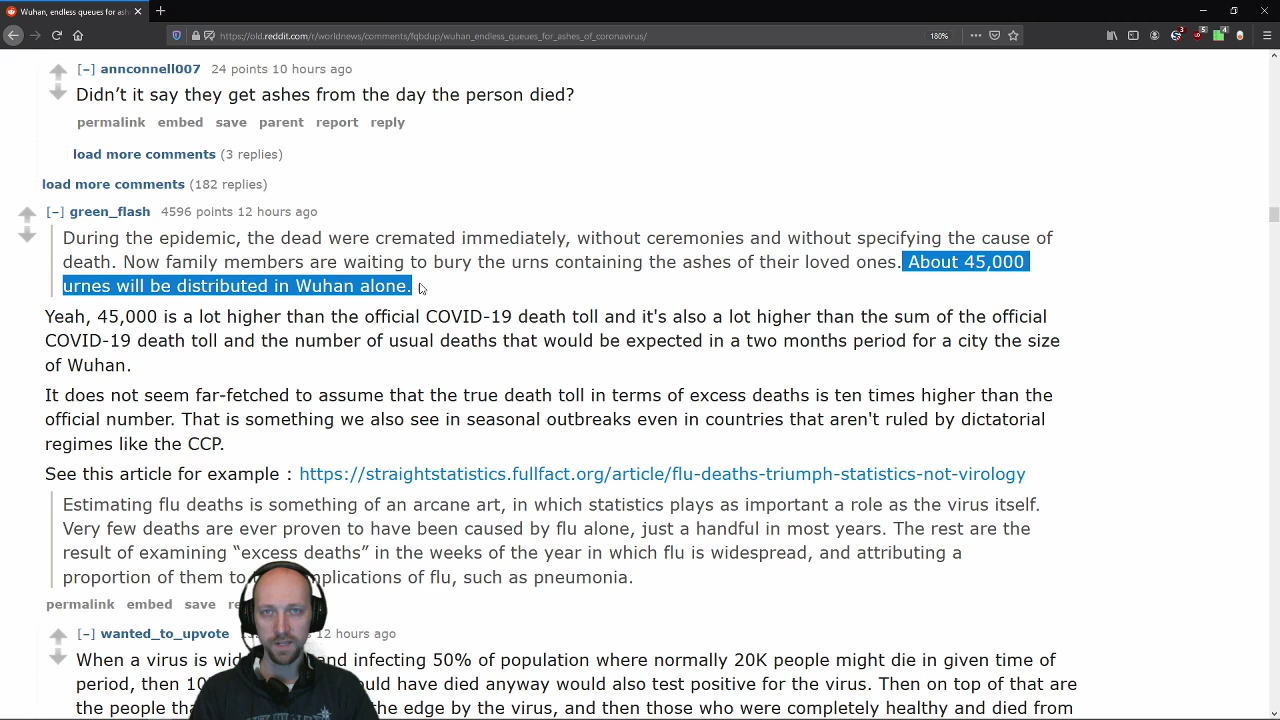 Wuhan, endless queues for ash
https://old.reddit.com/r/worldnews/comments/fqbdup/wuhan_endless_queues_for_ashes_of_coronavirus/
180%
[–] annconnell007 24 points 10 hours ago
Didn’t it say they get ashes from the day the person died?
permalink embed save parent report reply
load more comments (3 replies)
load more comments (182 replies)
[–] green_flash 4596 points 12 hours ago
During the epidemic, the dead were cremated immediately, without ceremonies and without specifying the cause of
death. Now family members are waiting to bury the urns containing the ashes of their loved ones. About 45,000
urnes will be distributed in Wuhan alone.
Yeah, 45,000 is a lot higher than the official COVID-19 death toll and it's also a lot higher than the sum of the official
COVID-19 death toll and the number of usual deaths that would be expected in a two months period for a city the size
of Wuhan.
It does not seem far-fetched to assume that the true death toll in terms of excess deaths is ten times higher than the
official number. That is something we also see in seasonal outbreaks even in countries that aren't ruled by dictatorial
regimes like the CCP.
See this article for example : https://straightstatistics.fullfact.org/article/flu-deaths-triumph-statistics-not-virology
Estimating flu deaths is something of an arcane art, in which statistics plays as important a role as the virus itself.
Very few deaths are ever proven to have been caused by flu alone, just a handful in most years. The rest are the
result of examining “excess deaths” in the weeks of the year in which flu is widespread, and attributing a
proportion of them to of flu, such as pneumonia.
permalink embed save
[–] wanted_to_upvote 12 hours ago
When a virus is and infecting 50% of population where normally 20K people might die in given time of
period, then have died anyway would also test positive for the virus. Then on top of that are
the people the edge by the virus, and then those who were completely healthy and died from